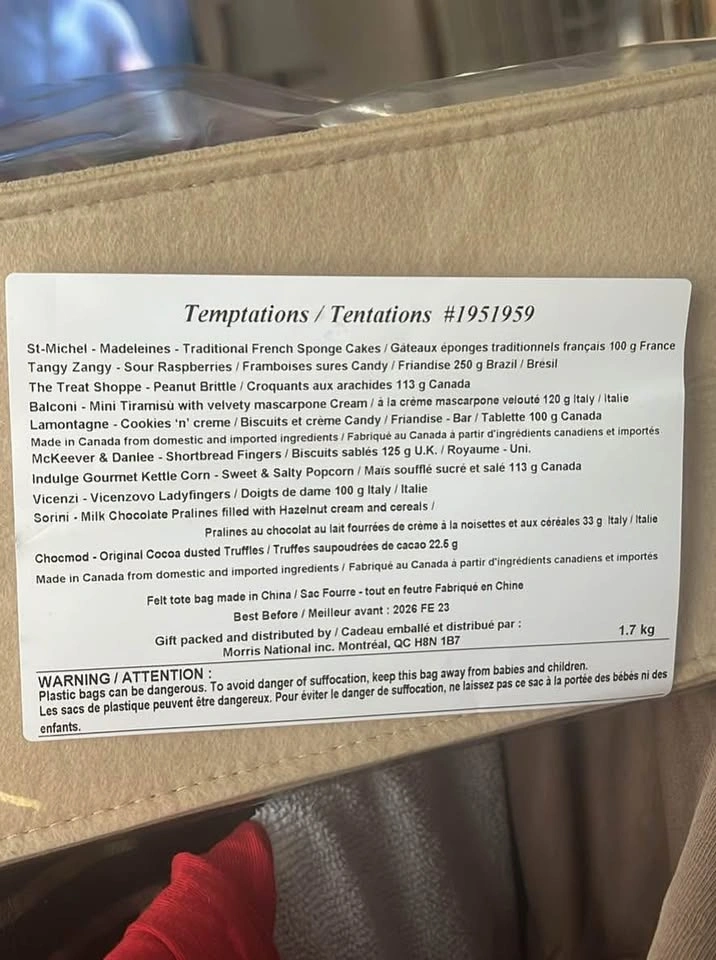 Temptations / Tentations #1951959
St-Michel - Madeleines - Traditional French Sponge Cakes / Gâteaux éponges traditionnels français 100 g France
Tangy Zangy - Sour Raspberries / Framboises sures Candy / Friandise 250 g Brazil / Brésil
The Treat Shoppe - Peanut Brittle / Croquants aux arachides 113 g Canada
Balconi - Mini Tiramisù with velvety mascarpone Cream / à la crème mascarpone velouté 120 g Italy / Italie
Lamontagne - Cookies 'n' creme / Biscuits et crème Candy / Friandise - Bar / Tablette 100 g Canada
Made in Canada from domestic and imported ingredients / Fabriqué au Canada à partir d'ingrédients canadiens et importés
McKeever & Danlee - Shortbread Fingers / Biscuits sablés 125 g U.K. / Royaume - Uni.
Indulge Gourmet Kettle Corn - Sweet & Salty Popcorn / Maïs soufflé sucré et salé 113 g Canada
Vicenzi - Vicenzovo Ladyfingers / Doigts de dame 100 g Italy / Italie
Sorini - Milk Chocolate Pralines filled with Hazelnut cream and cereals /
Pralines au chocolat au lait fourrées de crème à la noisettes et aux céréales 33 g Italy / Italie
Chocmod - Original Cocoa dusted Truffles / Truffes saupoudrées de cacao 22.5 g
Made in Canada from domestic and imported ingredients / Fabriqué au Canada à partir d'ingrédients canadiens et importés
Felt tote bag made in China / Sac Fourre - tout en feutre Fabriqué en Chine
Best Before / Meilleur avant : 2026 FE 23
Gift packed and distributed by / Cadeau emballé et distribué par :
Morris National inc. Montréal, QC H8N 1B7
1.7 kg
WARNING / ATTENTION :
Plastic bags can be dangerous. To avoid danger of suffocation, keep this bag away from babies and children.
Les sacs de plastique peuvent être dangereux. Pour éviter le danger de suffocation, ne laissez pas ce sac à la portée des bébés ni des
enfants.